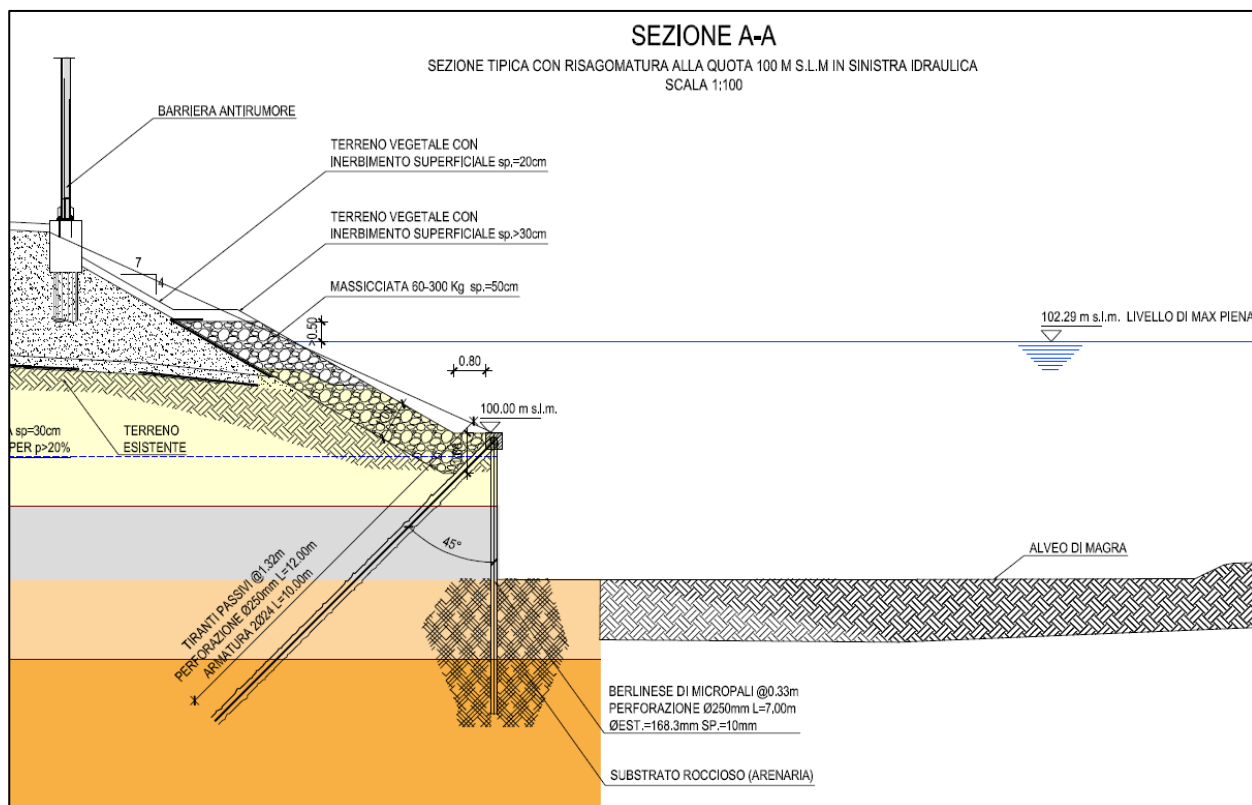 SEZIONE A-A
SEZIONE TIPICA CON RISAGOMATURA ALLA QUOTA 100 M S.L.M IN SINISTRA IDRAULICA
SCALA 1:100
BARRIERA ANTIRUMORE
TERRENO VEGETALE CON
INERBIMENTO SUPERFICIALE sp.=20cm
TERRENO VEGETALE CON
INERBIMENTO SUPERFICIALE sp.>30cm
7
4
MASSICCIATA 60-300 Kg sp.=50cm
>0.50
102.29 m s.l.m. LIVELLO DI MAX PIENA
0.80
100.00 m s.l.m.
sp=30cm
PER p>20%
TERRENO
ESISTENTE
45°
ALVEO DI MAGRA
TIRANTI PASSIVI @1.32m
PERFORAZIONE Ø250mm L=12.00m
ARMATURA 2Ø24 L=10.00m
BERLINESE DI MICROPALI @0.33m
PERFORAZIONE Ø250mm L=7,00m
ØEST.=168.3mm SP.=10mm
SUBSTRATO ROCCIOSO (ARENARIA)